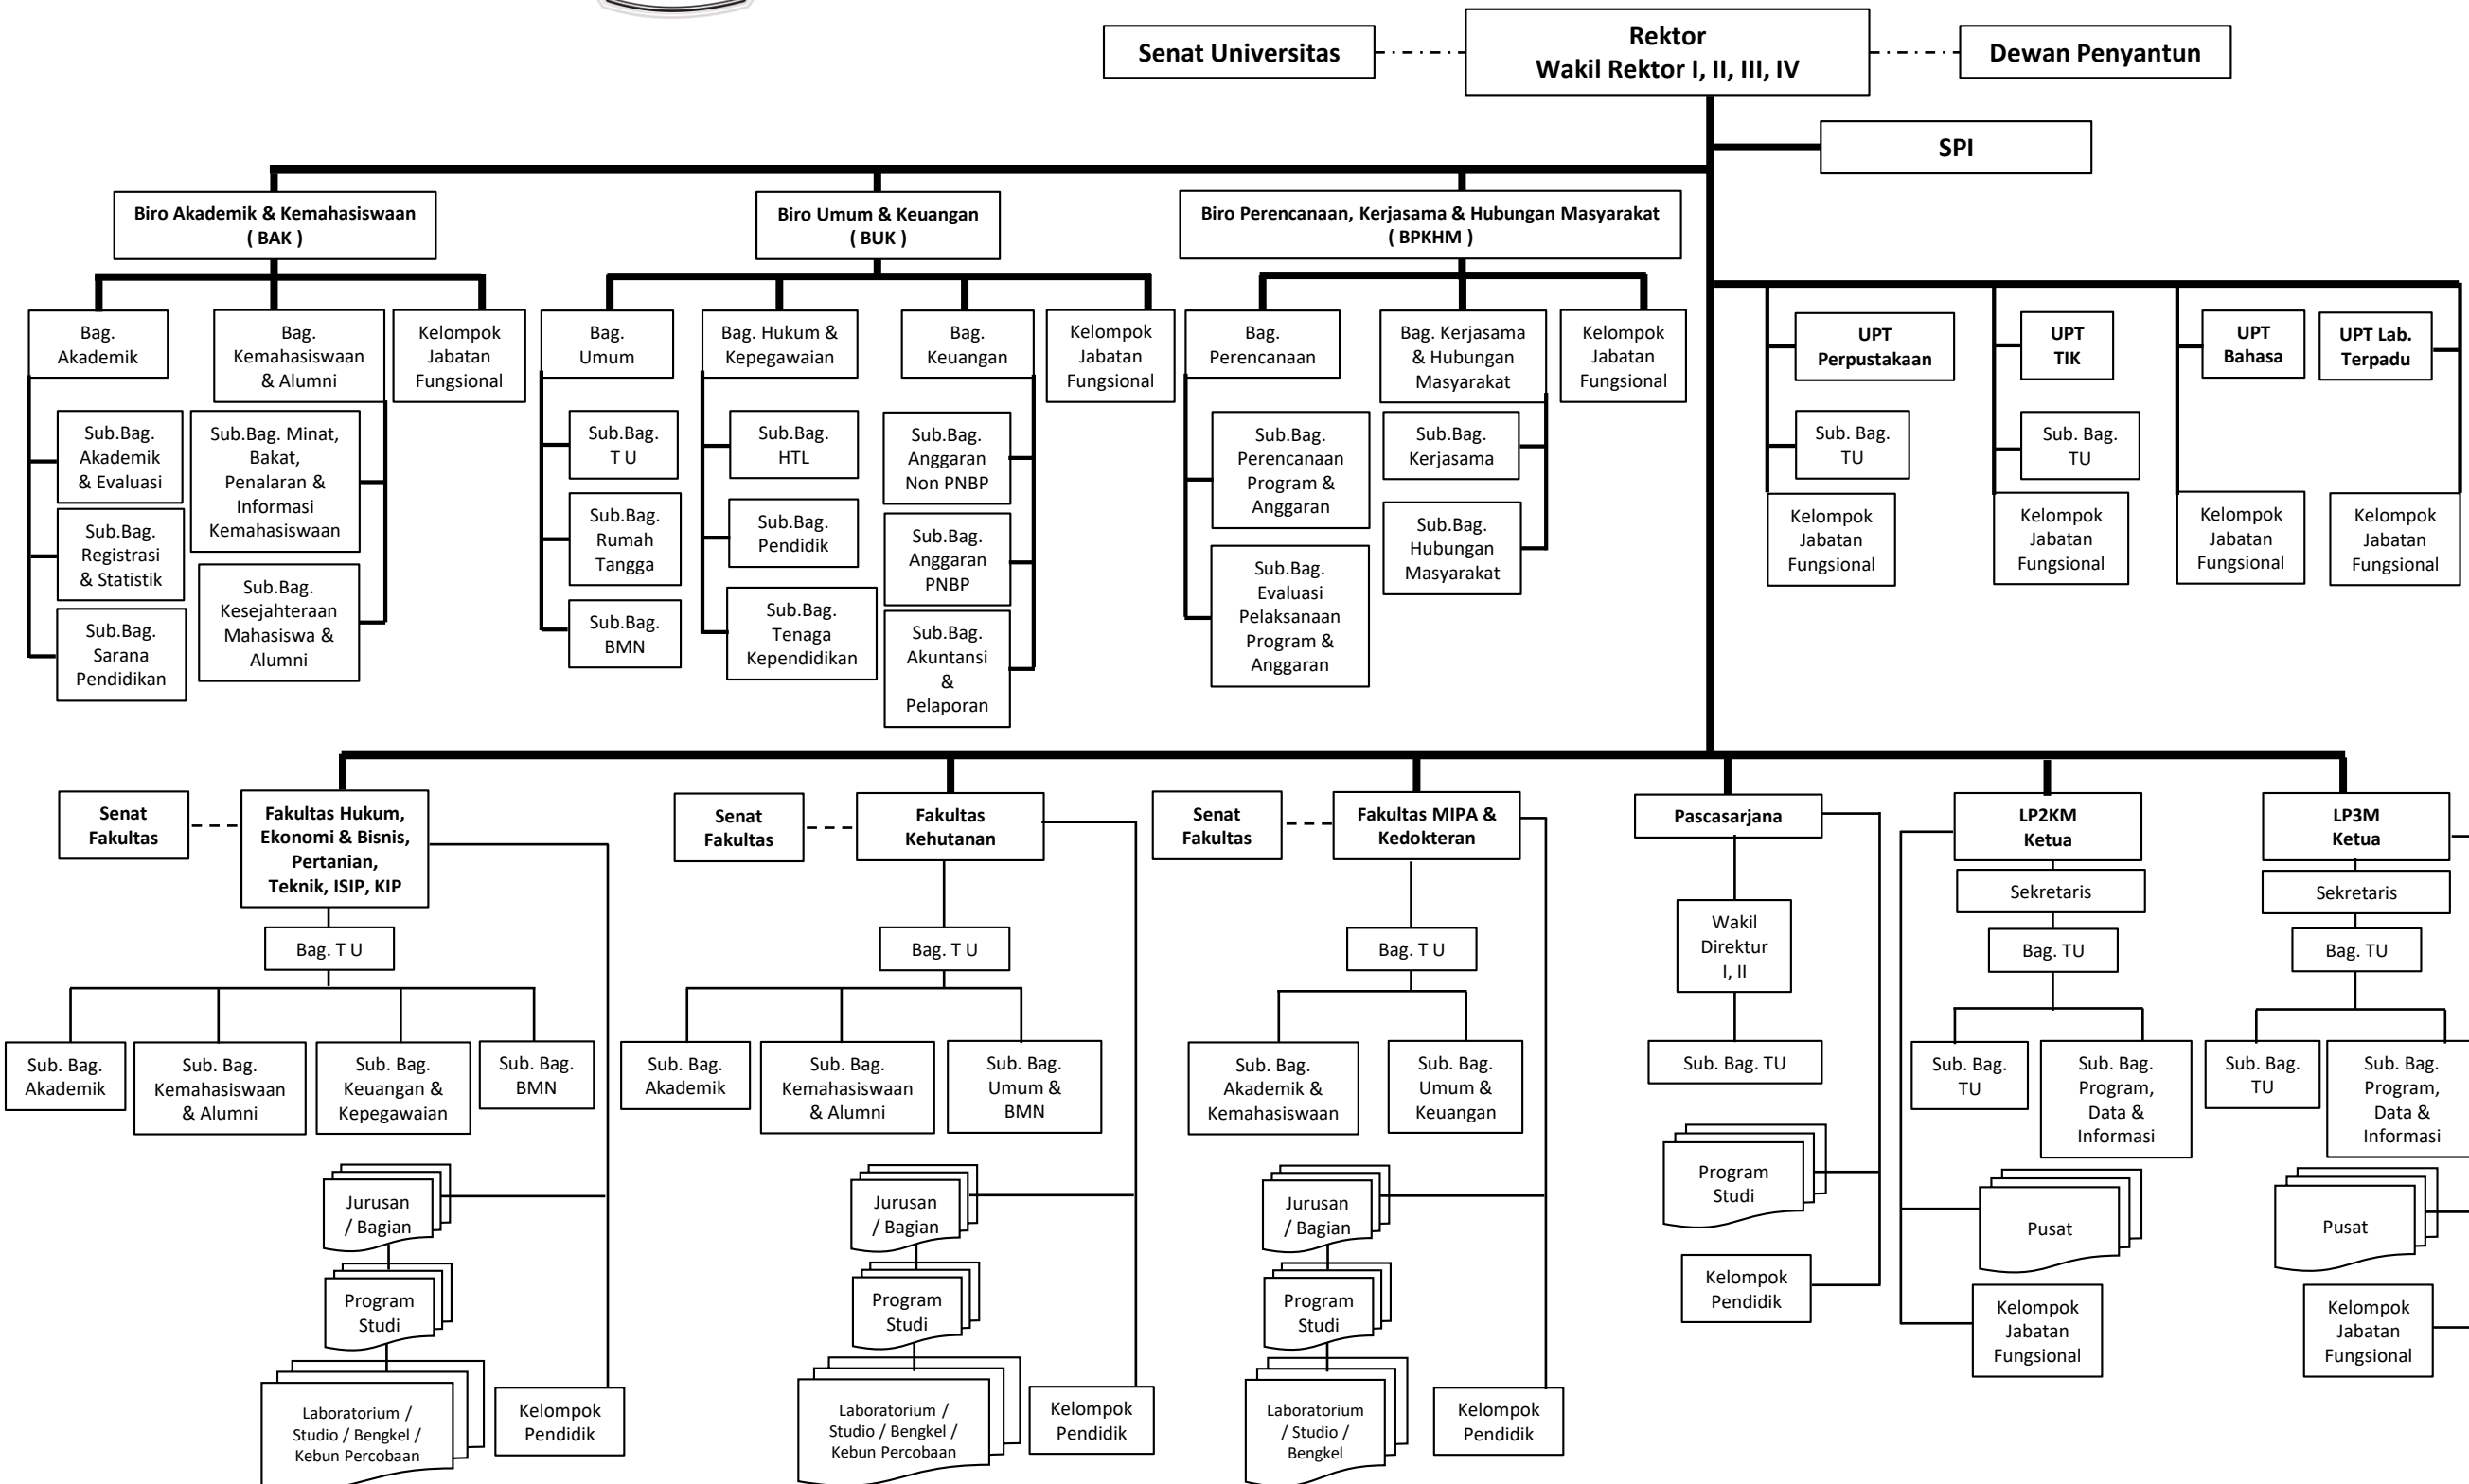 Senat Universitas
Rektor
Wakil Rektor I, II, III, IV
Dewan Penyantun
SPI
Biro Akademik & Kemahasiswaan
( BAK )
Biro Umum & Keuangan
( BUK )
Biro Perencanaan, Kerjasama & Hubungan Masyarakat
( BPKHM )
Bag.
Akademik
Bag.
Kemahasiswaan
& Alumni
Kelompok
Jabatan
Fungsional
Bag.
Umum
Bag. Hukum &
Kepegawaian
Bag.
Keuangan
Kelompok
Jabatan
Fungsional
Bag.
Perencanaan
Bag. Kerjasama
& Hubungan
Masyarakat
Kelompok
Jabatan
Fungsional
UPT
Perpustakaan
UPT
TIK
UPT
Bahasa
UPT Lab.
Terpadu
Sub.Bag.
Akademik
& Evaluasi
Sub.Bag.
Registrasi
& Statistik
Sub.Bag.
Sarana
Pendidikan
Sub.Bag. Minat,
Bakat,
Penalaran &
Informasi
Kemahasiswaan
Sub.Bag.
Kesejahteraan
Mahasiswa &
Alumni
Sub.Bag.
T U
Sub.Bag.
Rumah
Tangga
Sub.Bag.
BMN
Sub.Bag.
HTL
Sub.Bag.
Pendidik
Sub.Bag.
Tenaga
Kependidikan
Sub.Bag.
Anggaran
Non PNBP
Sub.Bag.
Anggaran
PNBP
Sub.Bag.
Akuntansi
&
Pelaporan
Sub.Bag.
Perencanaan
Program &
Anggaran
Sub.Bag.
Evaluasi
Pelaksanaan
Program &
Anggaran
Sub.Bag.
Kerjasama
Sub.Bag.
Hubungan
Masyarakat
Sub. Bag.
TU
Kelompok
Jabatan
Fungsional
Sub. Bag.
TU
Kelompok
Jabatan
Fungsional
Kelompok
Jabatan
Fungsional
Kelompok
Jabatan
Fungsional
Senat
Fakultas
Fakultas Hukum,
Ekonomi & Bisnis,
Pertanian,
Teknik, ISIP, KIP
Bag. T U
Sub. Bag.
Akademik
Sub. Bag.
Kemahasiswaan
& Alumni
Sub. Bag.
Keuangan &
Kepegawaian
Sub. Bag.
BMN
Jurusan
/ Bagian
Program
Studi
Laboratorium /
Studio / Bengkel /
Kebun Percobaan
Kelompok
Pendidik
Senat
Fakultas
Fakultas
Kehutanan
Bag. T U
Sub. Bag.
Akademik
Sub. Bag.
Kemahasiswaan
& Alumni
Sub. Bag.
Umum &
BMN
Jurusan
/ Bagian
Program
Studi
Laboratorium /
Studio / Bengkel /
Kebun Percobaan
Kelompok
Pendidik
Senat
Fakultas
Fakultas MIPA &
Kedokteran
Bag. T U
Sub. Bag.
Akademik &
Kemahasiswaan
Sub. Bag.
Umum &
Keuangan
Jurusan
/ Bagian
Program
Studi
Laboratorium
/ Studio /
Bengkel
Kelompok
Pendidik
Pascasarjana
Wakil
Direktur
I, II
Sub. Bag. TU
Program
Studi
Kelompok
Pendidik
LP2KM
Ketua
Sekretaris
Bag. TU
Sub. Bag.
TU
Sub. Bag.
Program,
Data &
Informasi
Pusat
Kelompok
Jabatan
Fungsional
LP3M
Ketua
Sekretaris
Bag. TU
Sub. Bag.
TU
Sub. Bag.
Program,
Data &
Informasi
Pusat
Kelompok
Jabatan
Fungsional